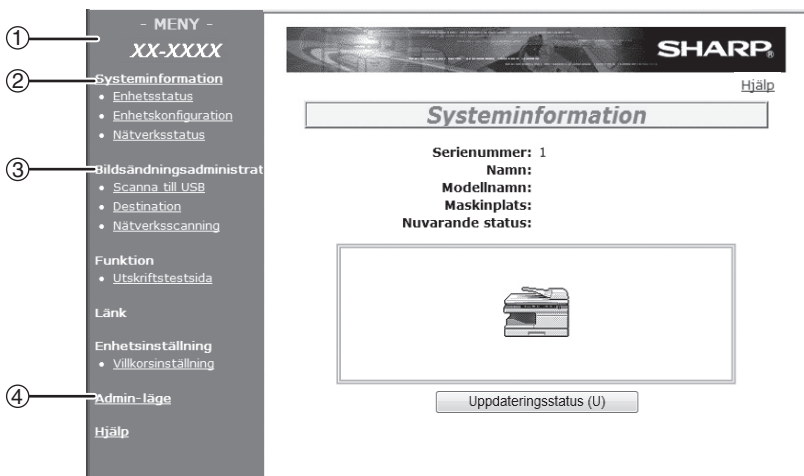 - MENY -
① XX-XXXX
② Systeminformation
• Enhetsstatus
• Enhetskonfiguration
• Nätverksstatus
③ Bildsändningsadministrat
• Scanna till USB
• Destination
• Nätverksscanning
Funktion
• Utskriftstestsida
Länk
Enhetsinställning
• Villkorsinställning
④ Admin-läge
Hjälp
SHARP®
Hjälp
Systeminformation
Serienummer: 1
Namn:
Modellnamn:
Maskinplats:
Nuvarande status:
Uppdateringsstatus (U)